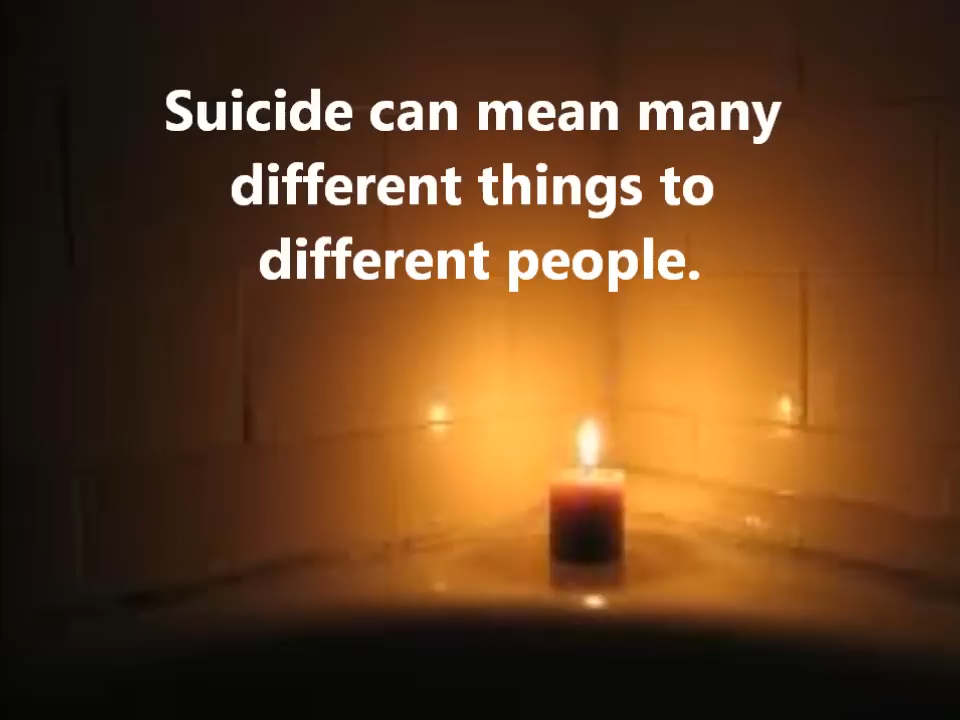 Suicide can mean many
different things to
different people.